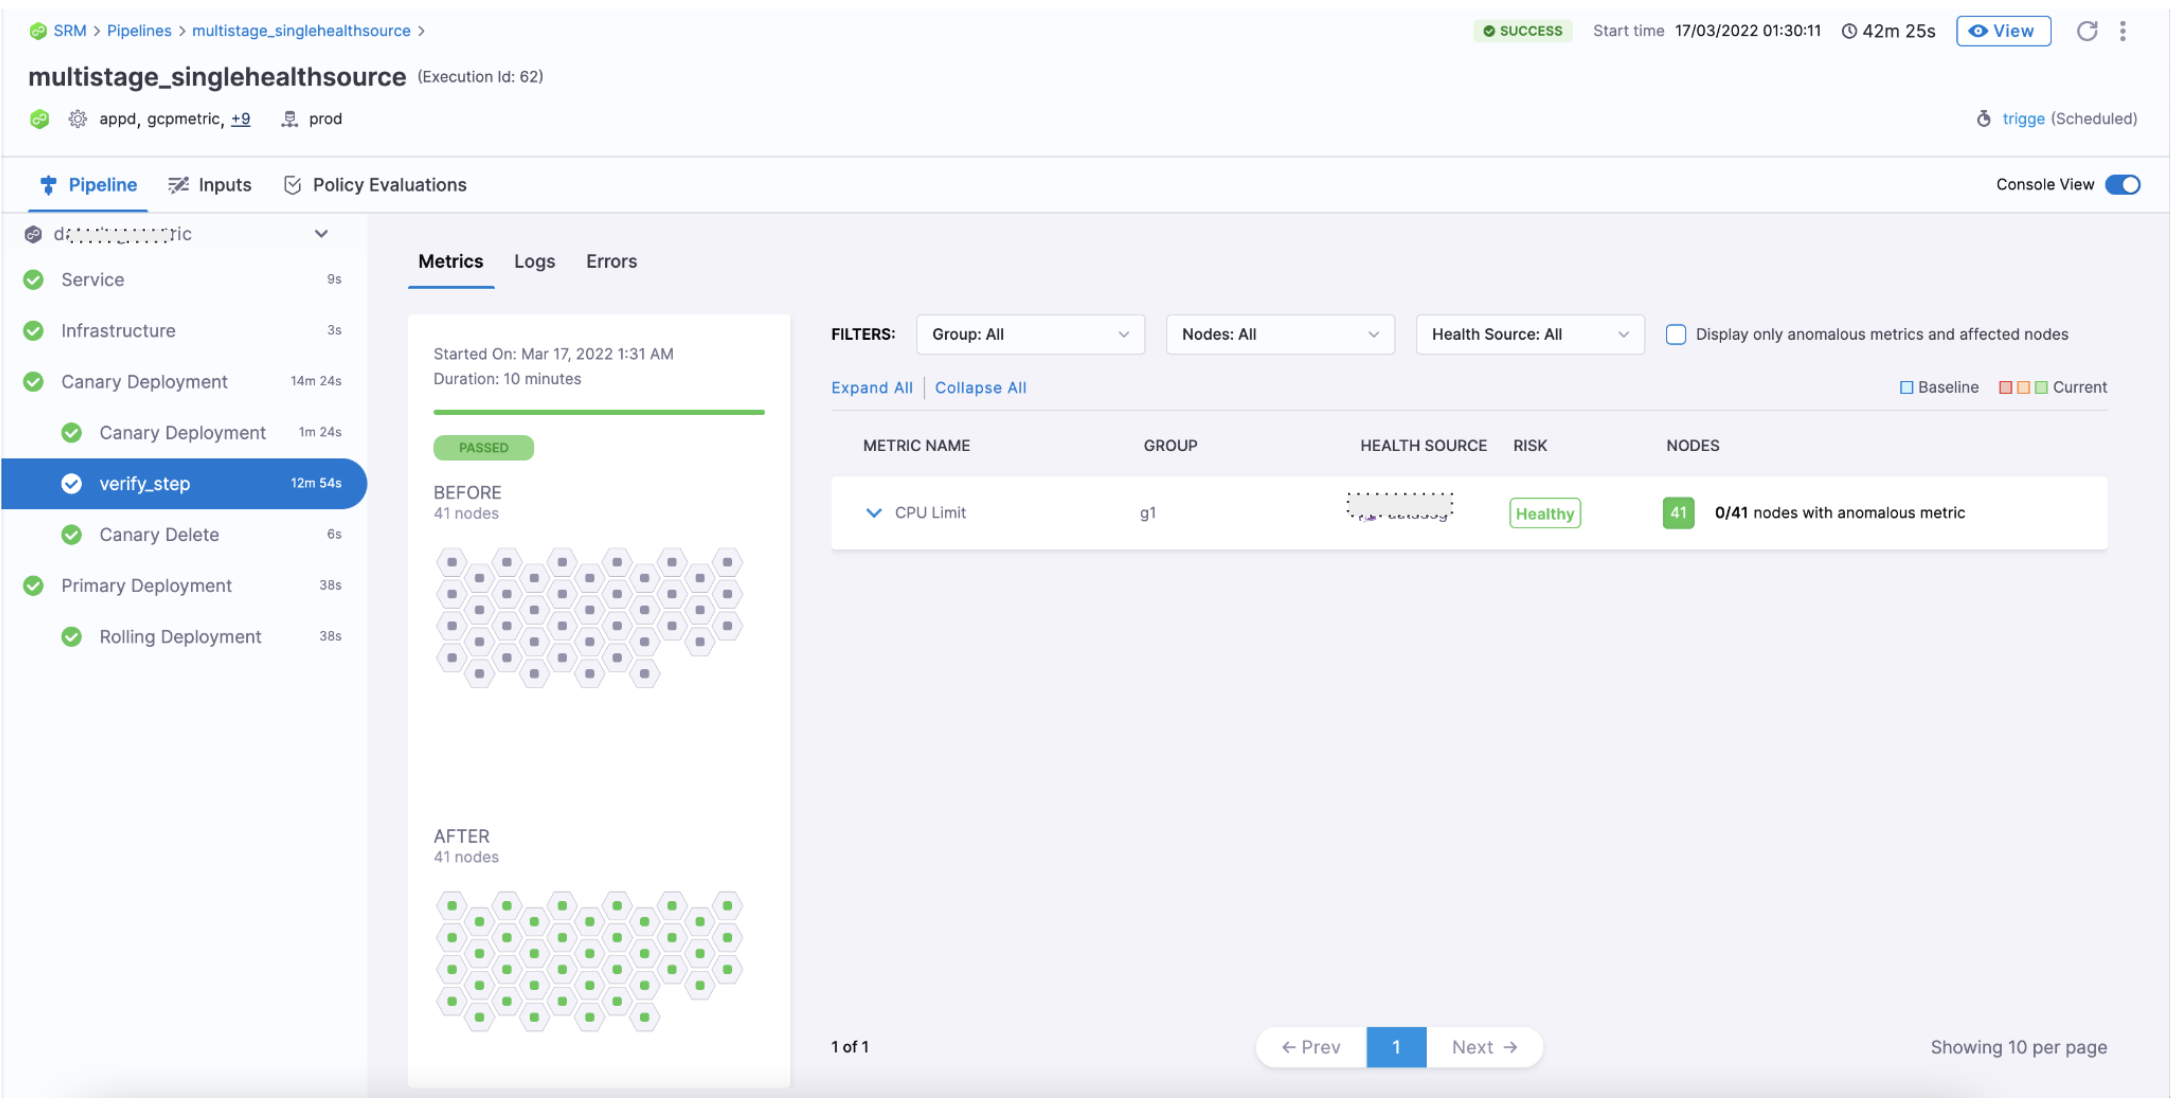 SRM > Pipelines > multistage_singlehealthsource >
SUCCESS Start time 17/03/2022 01:30:11 42m 25s View
multistage_singlehealthsource (Execution Id: 62)
appd, gcpmetric, +9 prod
trigge (Scheduled)
Pipeline Inputs Policy Evaluations
Console View
Service 9s
Infrastructure 3s
Canary Deployment 14m 24s
Canary Deployment 1m 24s
verify_step 12m 54s
Canary Delete 6s
Primary Deployment 38s
Rolling Deployment 38s
Metrics Logs Errors
Started On: Mar 17, 2022 1:31 AM
Duration: 10 minutes
PASSED
BEFORE
41 nodes
AFTER
41 nodes
FILTERS: Group: All Nodes: All Health Source: All Display only anomalous metrics and affected nodes
Expand All | Collapse All
Baseline Current
METRIC NAME GROUP HEALTH SOURCE RISK NODES
CPU Limit g1 Healthy 41 0/41 nodes with anomalous metric
1 of 1
← Prev 1 Next →
Showing 10 per page